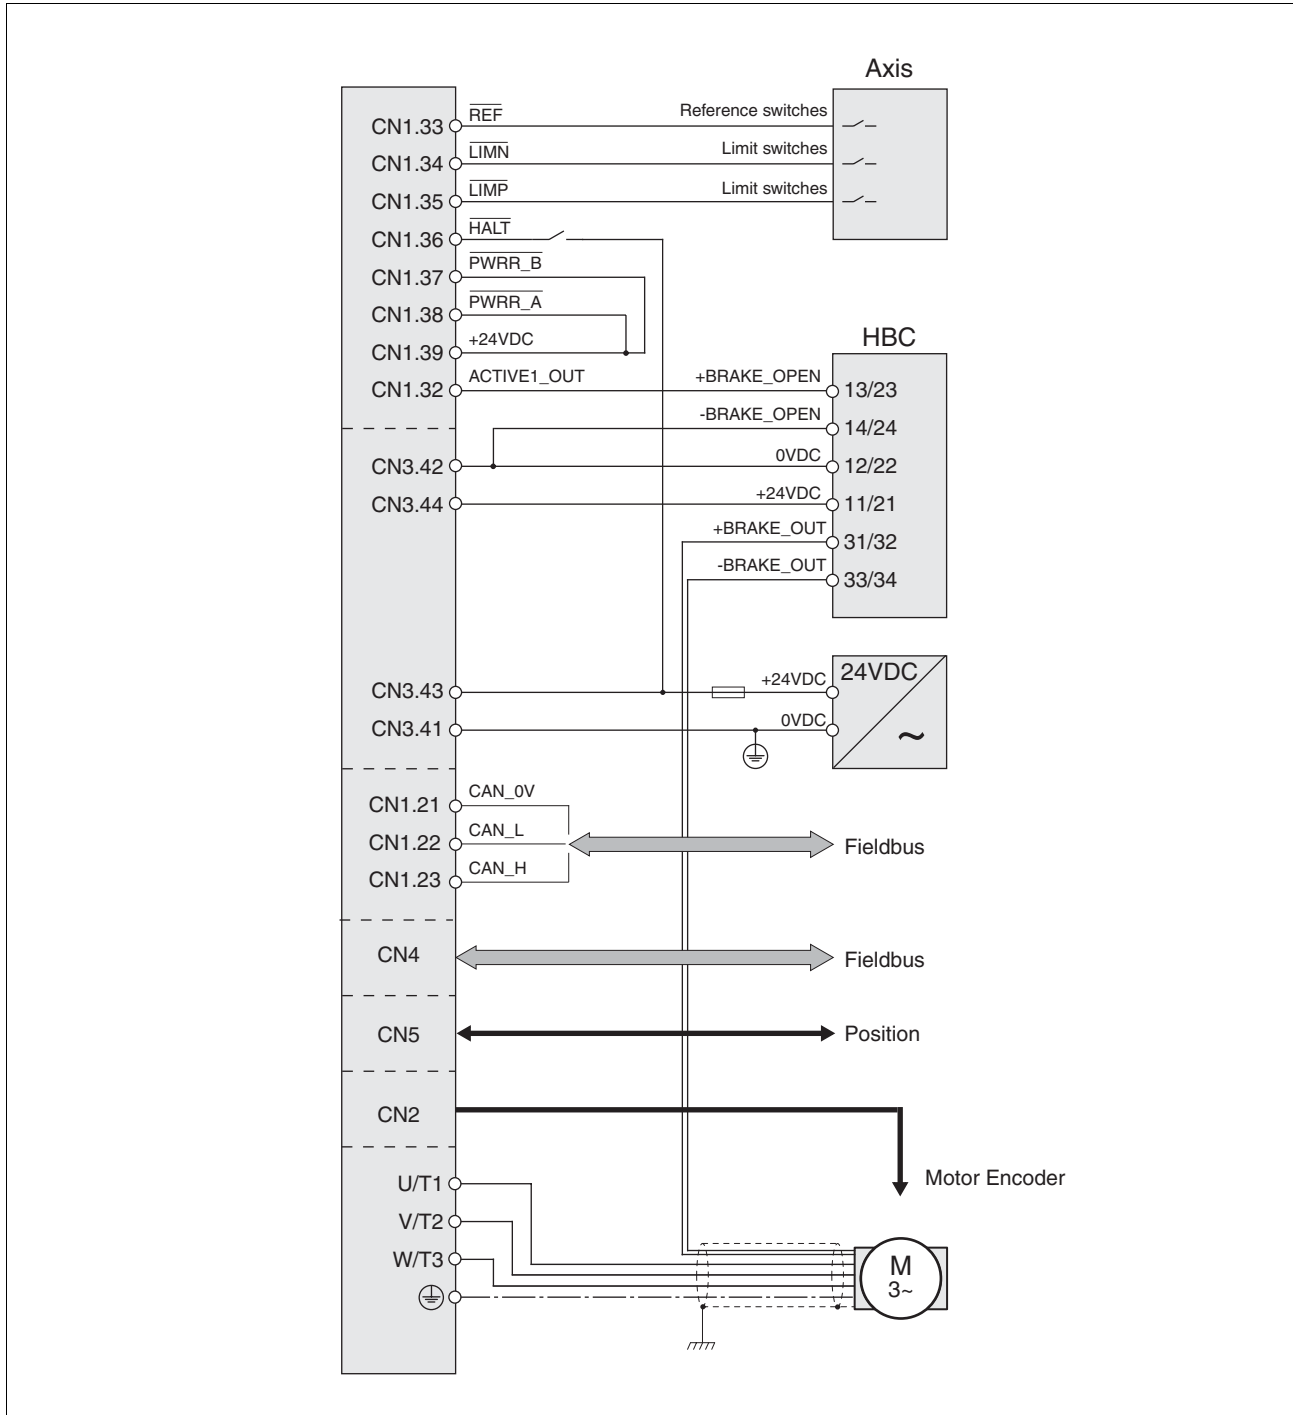 Axis
CN1.33 REF Reference switches
CN1.34 LIMN Limit switches
CN1.35 LIMP Limit switches
CN1.36 HALT
CN1.37 PWRR_B
CN1.38 PWRR_A
HBC
CN1.39 +24VDC
CN1.32 ACTIVE1_OUT +BRAKE_OPEN 13/23
-BRAKE_OPEN 14/24
CN3.42 0VDC 12/22
CN3.44 +24VDC 11/21
+BRAKE_OUT 31/32
-BRAKE_OUT 33/34
CN3.43 +24VDC 24VDC
CN3.41 0VDC ~
CN1.21 CAN_0V
CN1.22 CAN_L Fieldbus
CN1.23 CAN_H
CN4 Fieldbus
CN5 Position
CN2
Motor Encoder
U/T1
V/T2
W/T3
M
3~